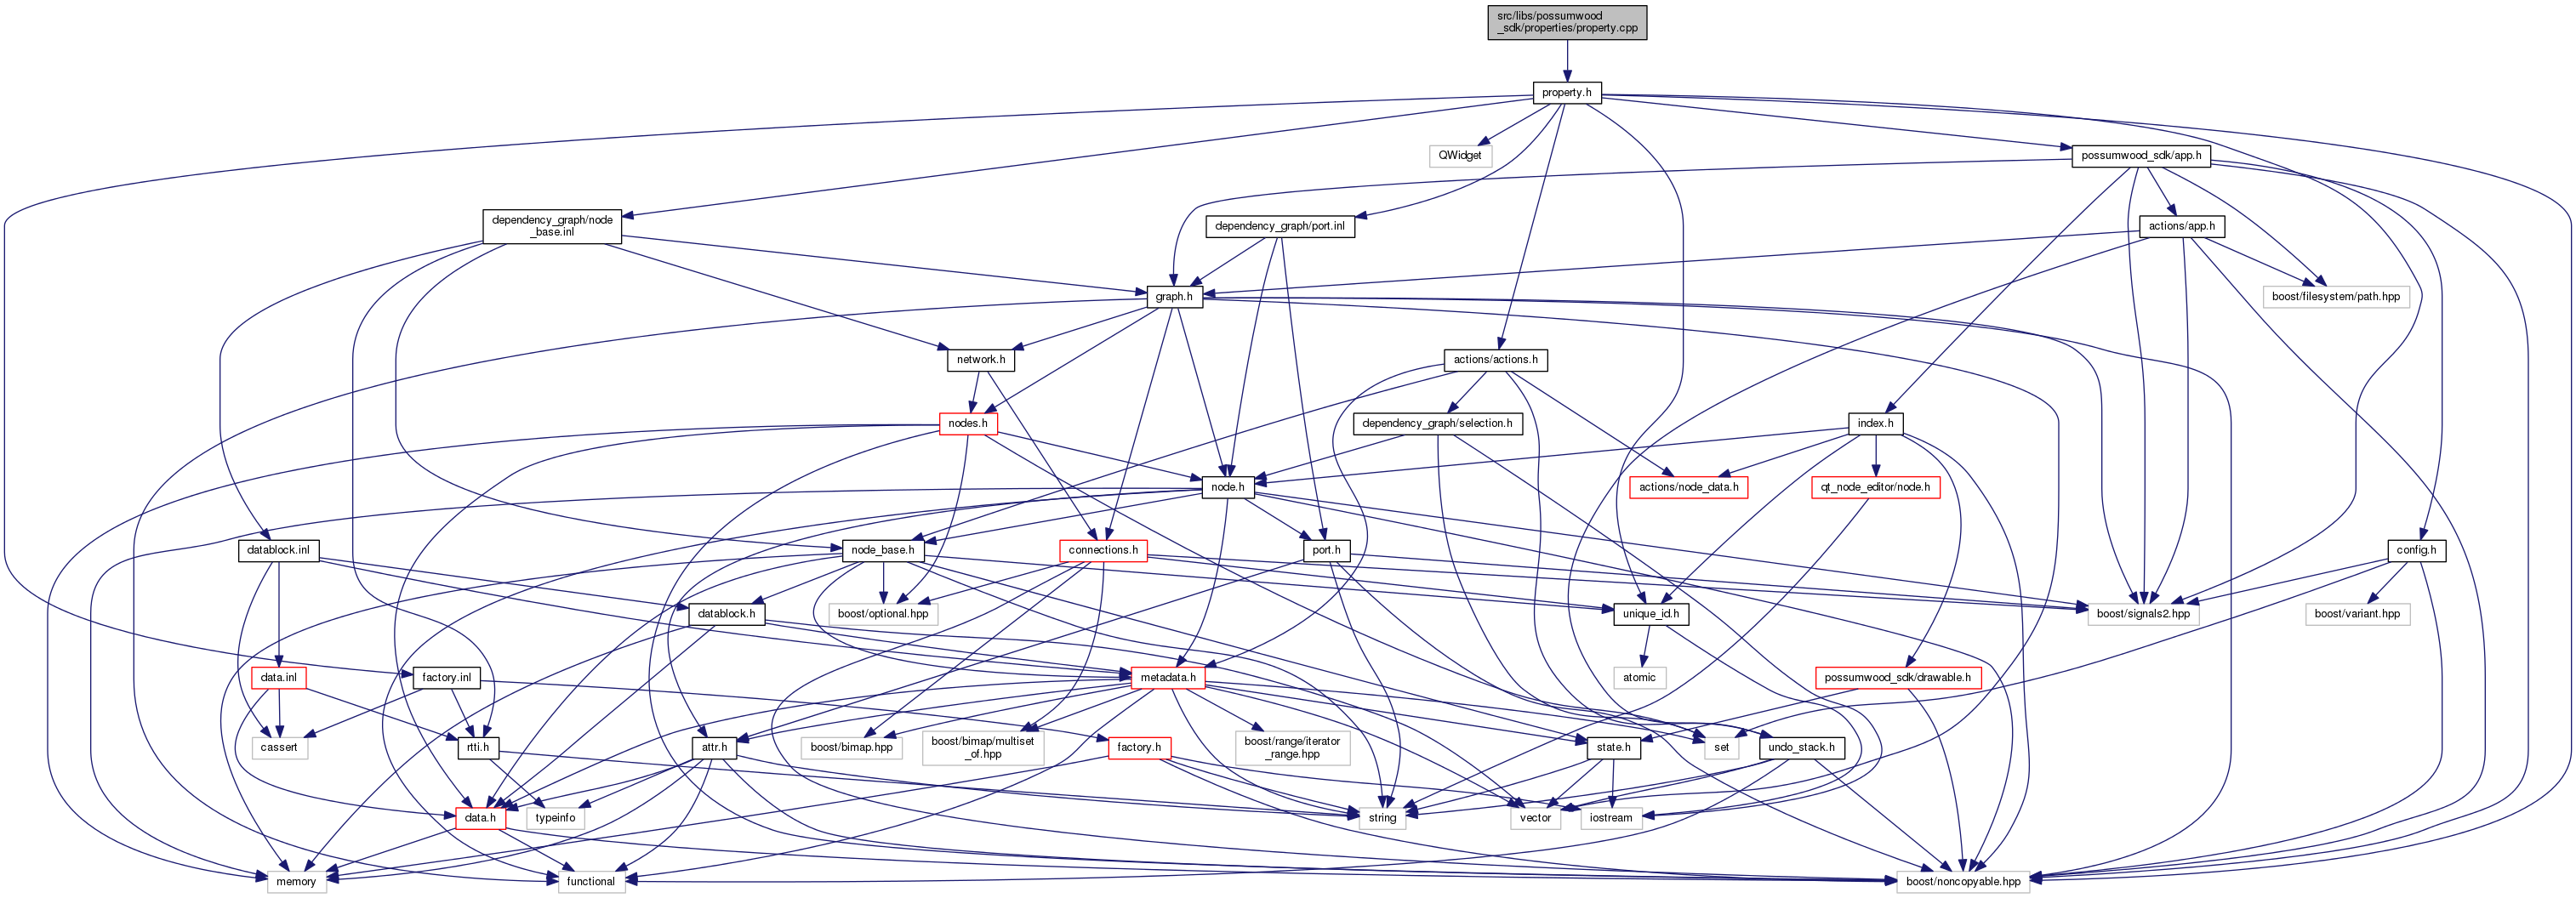 src/libs/possumwood
_sdk/properties/property.cpp
property.h
QWidget
possumwood_sdk/app.h
dependency_graph/node
_base.inl
dependency_graph/port.inl
actions/app.h
graph.h
boost/filesystem/path.hpp
network.h
actions/actions.h
nodes.h
dependency_graph/selection.h
index.h
node.h
actions/node_data.h
qt_node_editor/node.h
datablock.inl
node_base.h
connections.h
port.h
config.h
datablock.h
boost/optional.hpp
unique_id.h
boost/signals2.hpp
boost/variant.hpp
data.inl
factory.inl
metadata.h
atomic
possumwood_sdk/drawable.h
cassert
rtti.h
attr.h
boost/bimap.hpp
boost/bimap/multiset
_of.hpp
factory.h
boost/range/iterator
_range.hpp
state.h
set
undo_stack.h
data.h
typeinfo
string
vector
iostream
memory
functional
boost/noncopyable.hpp